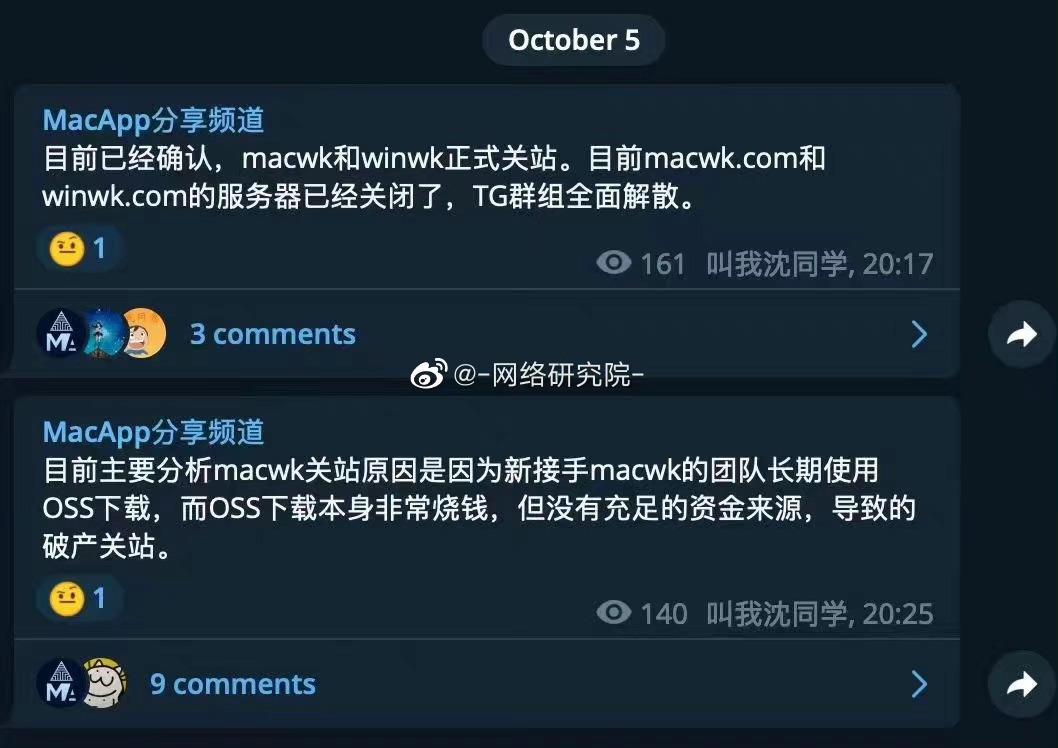 October 5
MacApp分享频道
目前已经确认，macwk和winwk正式关站。目前macwk.com和
winwk.com的服务器已经关闭了，TG群组全面解散。
1
161 叫我沈同学, 20:17
MA
3 comments
@-网络研究院-
MacApp分享频道
目前主要分析macwk关站原因是因为新接手macwk的团队长期使用
OSS下载，而OSS下载本身非常烧钱，但没有充足的资金来源，导致的
破产关站。
1
140 叫我沈同学, 20:25
MA
9 comments